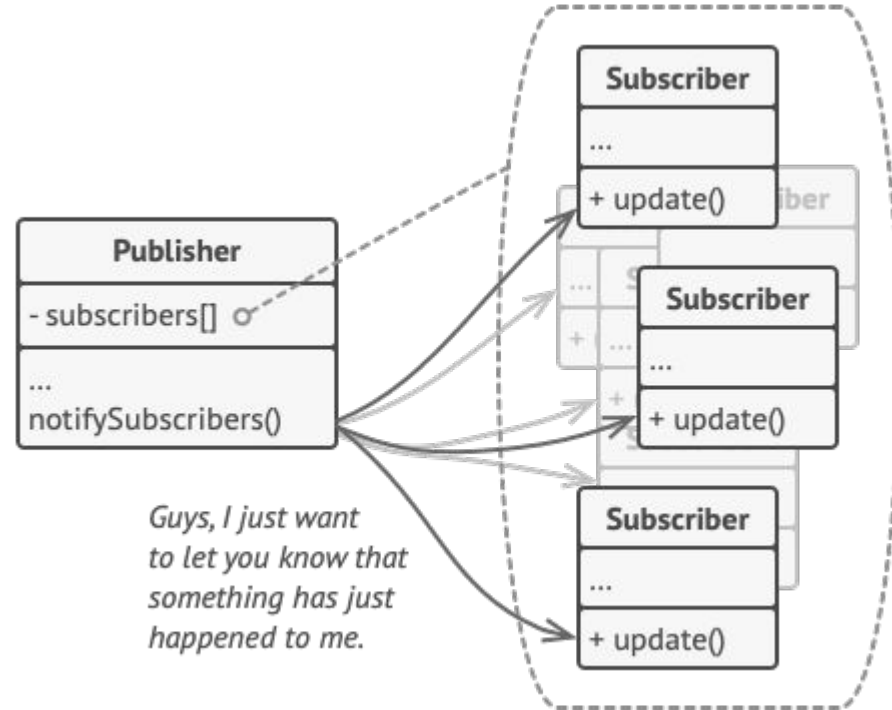 Publisher
- subscribers[]
...
notifySubscribers()
Guys, I just want
to let you know that
something has just
happened to me.
Subscriber
...
+ update()
...
+
...
+
Subscriber
...
+ update()
Subscriber
...
+ update()